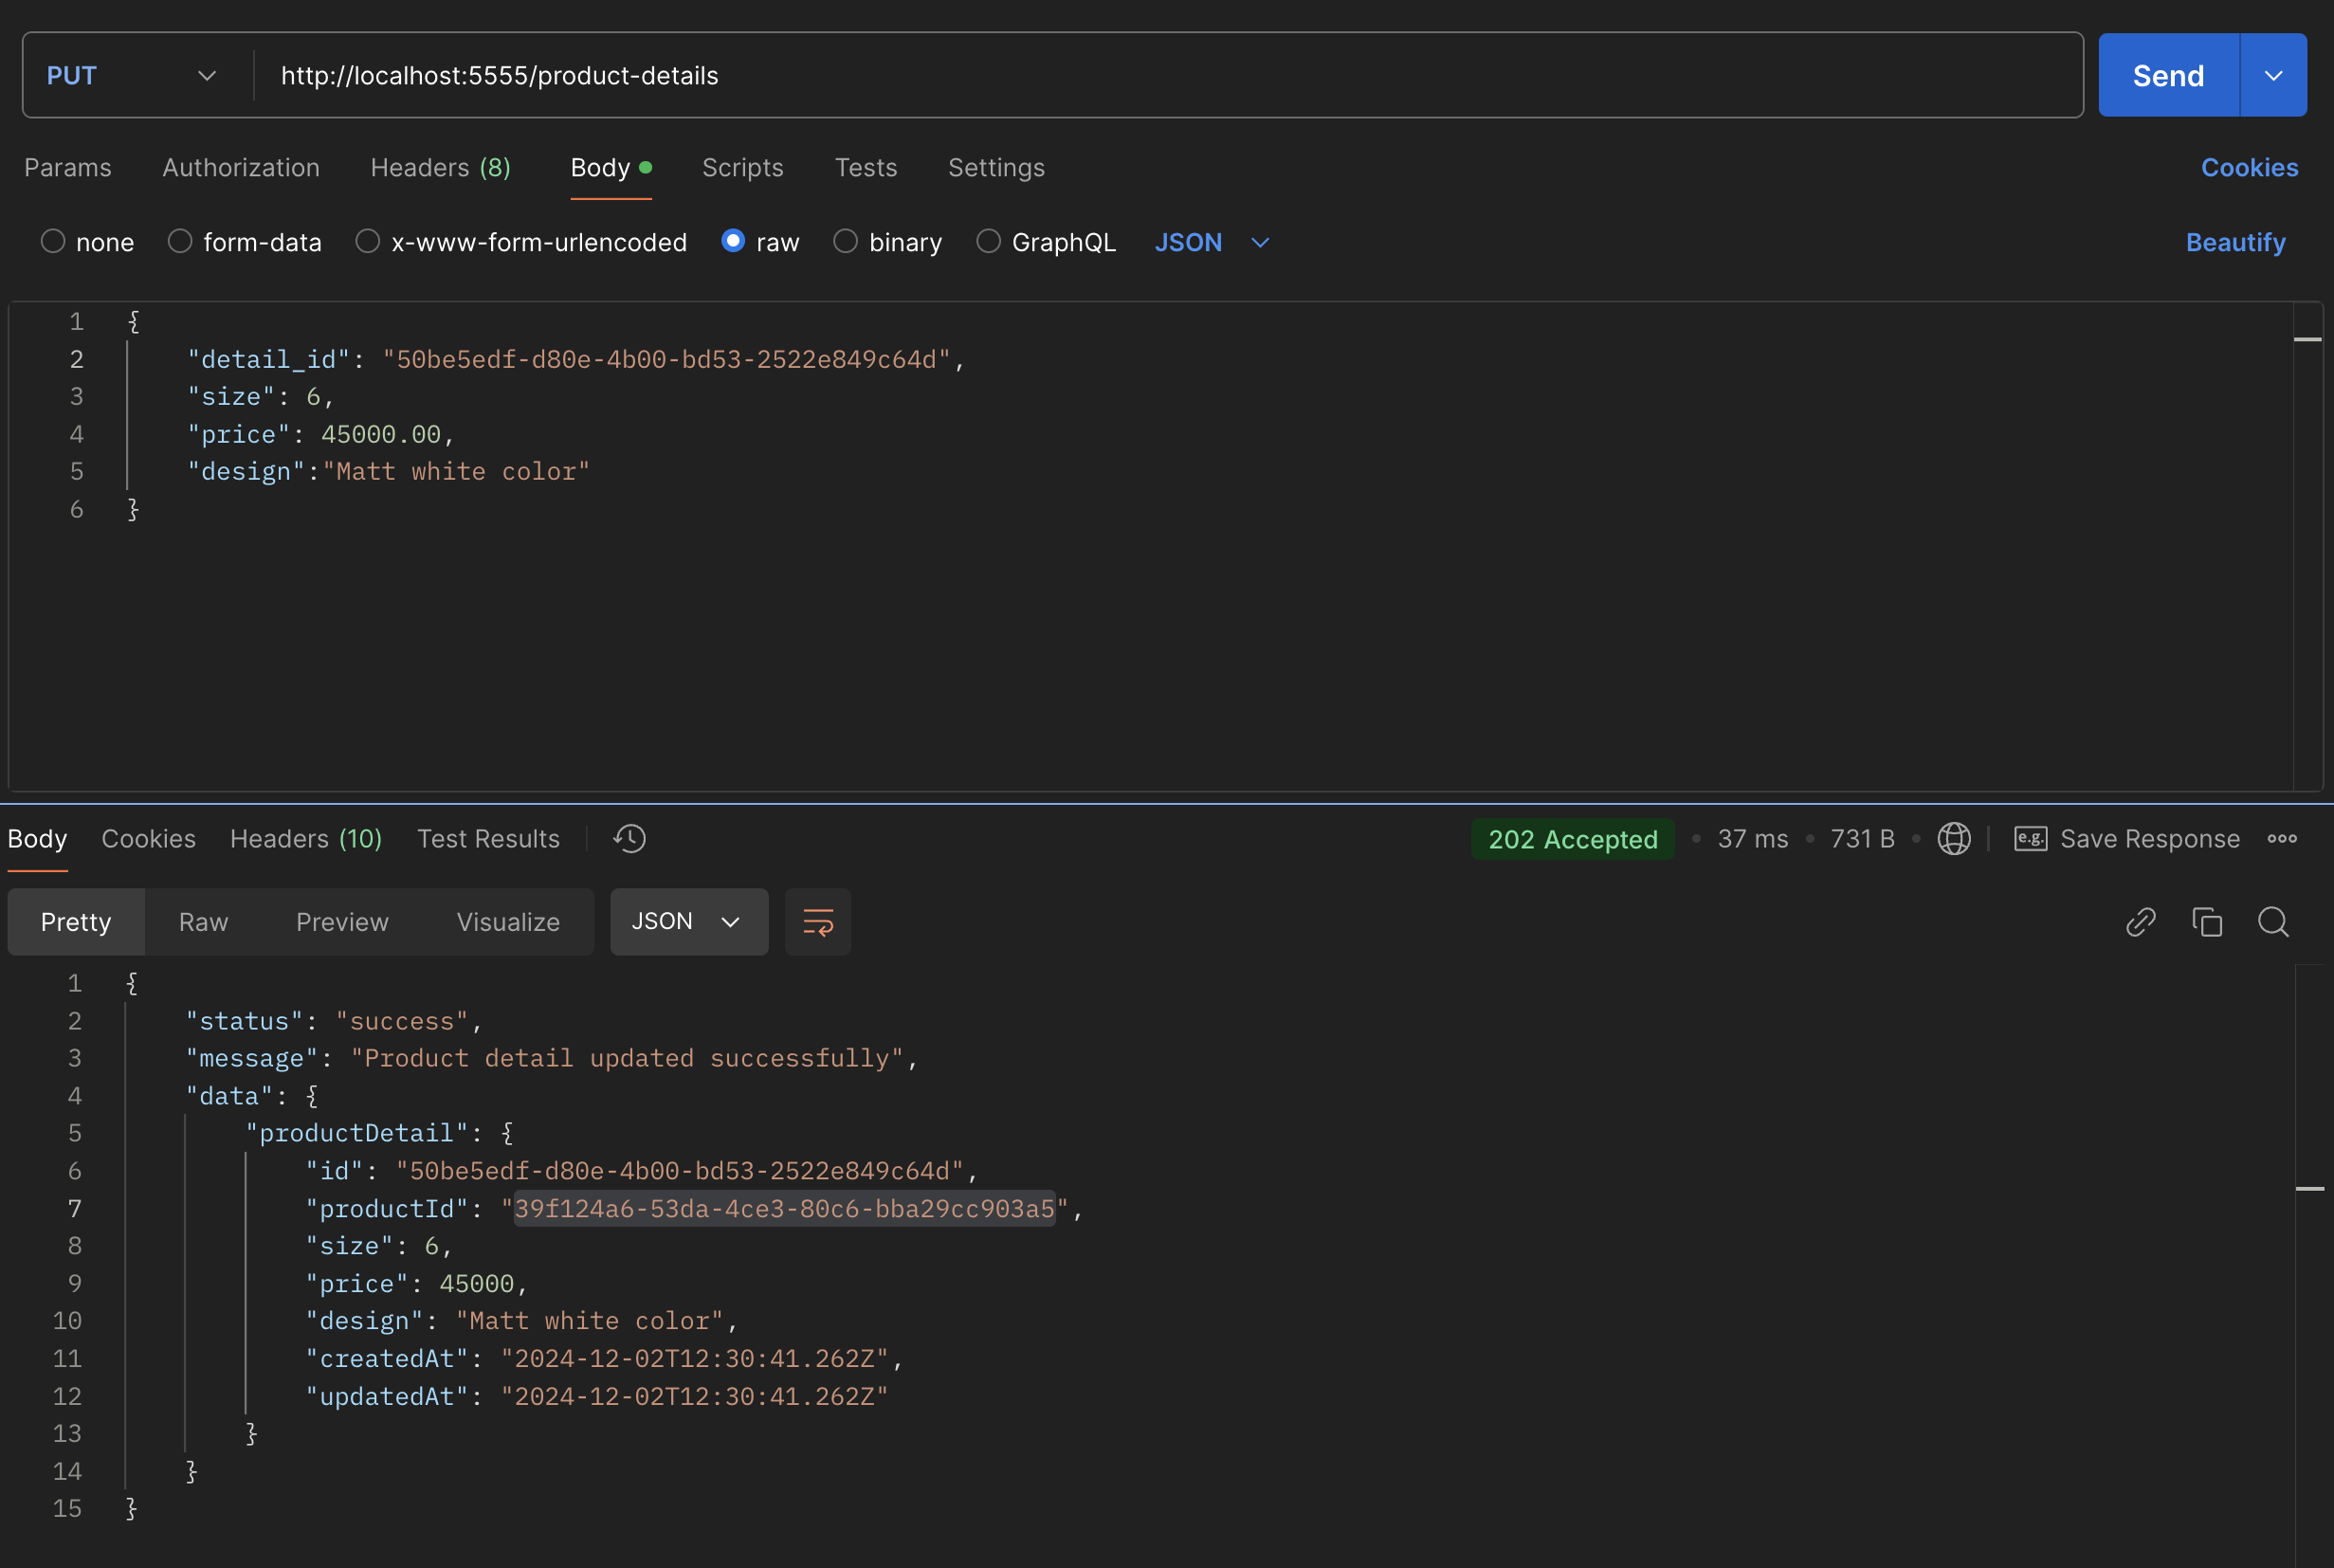 PUT http://localhost:5555/product-details Send
Params Authorization Headers (8) Body Scripts Tests Settings Cookies
none form-data x-www-form-urlencoded raw binary GraphQL JSON Beautify
1 {
2 "detail_id": "50be5edf-d80e-4b00-bd53-2522e849c64d",
3 "size": 6,
4 "price": 45000.00,
5 "design":"Matt white color"
6 }
Body Cookies Headers (10) Test Results 202 Accepted • 37 ms • 731 B • e.g. Save Response
Pretty Raw Preview Visualize JSON
1 {
2 "status": "success",
3 "message": "Product detail updated successfully",
4 "data": {
5 "productDetail": {
6 "id": "50be5edf-d80e-4b00-bd53-2522e849c64d",
7 "productId": "39f124a6-53da-4ce3-80c6-bba29cc903a5",
8 "size": 6,
9 "price": 45000,
10 "design": "Matt white color",
11 "createdAt": "2024-12-02T12:30:41.262Z",
12 "updatedAt": "2024-12-02T12:30:41.262Z"
13 }
14 }
15 }